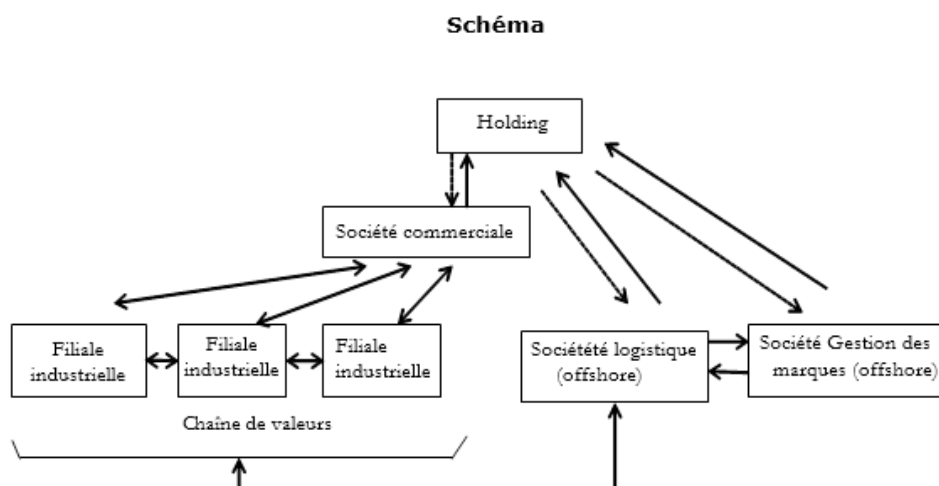 Schéma
Holding
Société commerciale
Filiale
industrielle
Filiale
industrielle
Filiale
industrielle
Sociétété logistique
(offshore)
Société Gestion des
marques (offshore)
Chaîne de valeurs